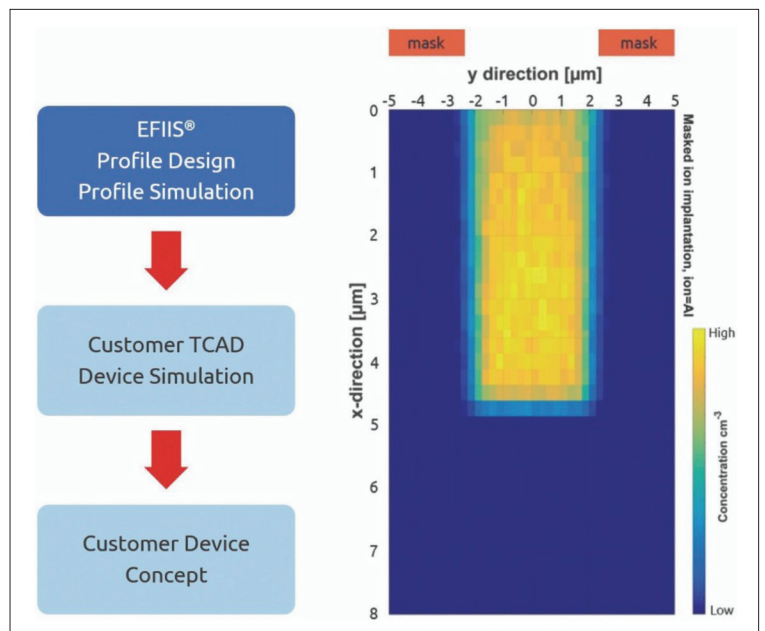 EFIIS®
Profile Design
Profile Simulation
Customer TCAD
Device Simulation
Customer Device
Concept
mask
mask
y direction [μm]
-5 -4 -3 -2 -1 0 1 2 3 4 5
0
1
2
3
4
5
6
7
8
x-direction [μm]
Masked ion implantation, ion=Al
High
Low
Concentration cm-3